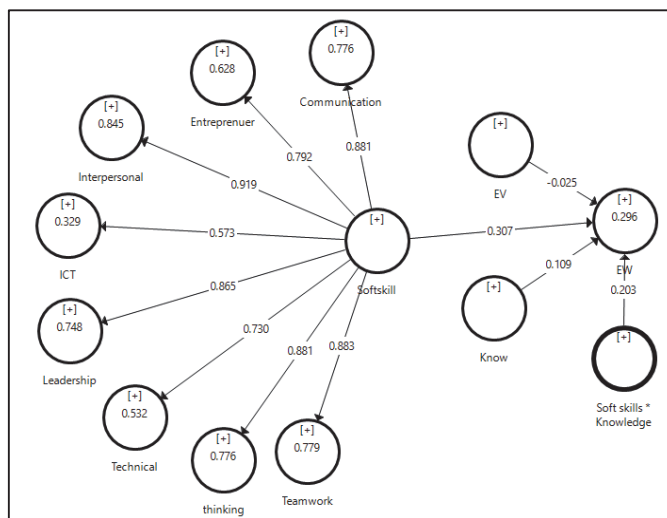 [+]
0.776
Communication
[+]
0.628
Entreprenuer
[+]
0.845
Interpersonal
0.881
0.792
0.919
[+]
EV
-0.025
[+]
0.296
EW
[+]
0.329
ICT
0.573
[+]
Softskill
0.307
0.109
0.203
[+]
Know
0.865
[+]
0.748
Leadership
0.730
0.881
0.883
[+]
Soft skills *
Knowledge
[+]
0.532
Technical
[+]
0.776
thinking
[+]
0.779
Teamwork